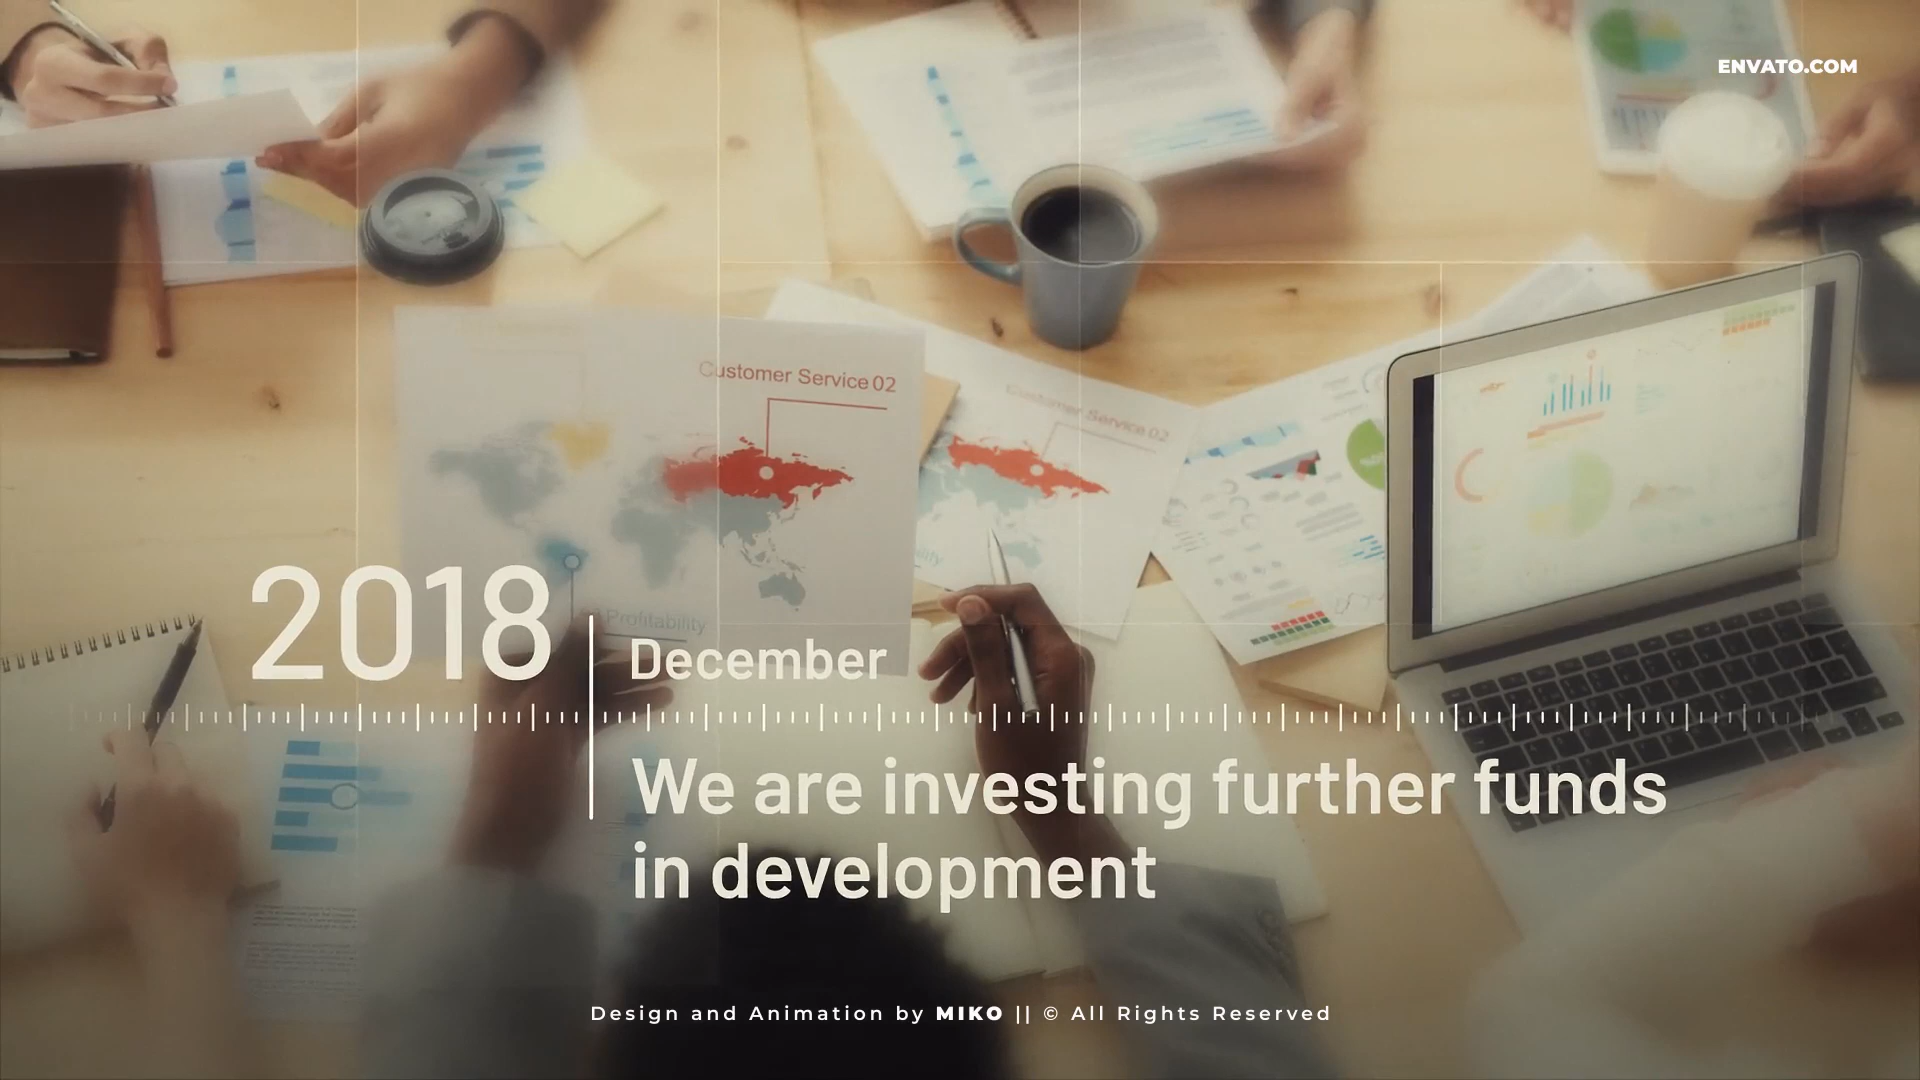 ENVATO.COM
Customer Service 02
Customer Service 02
2018
Profitability
December
We are investing further funds
in development
Design and Animation by MIKO || © All Rights Reserved